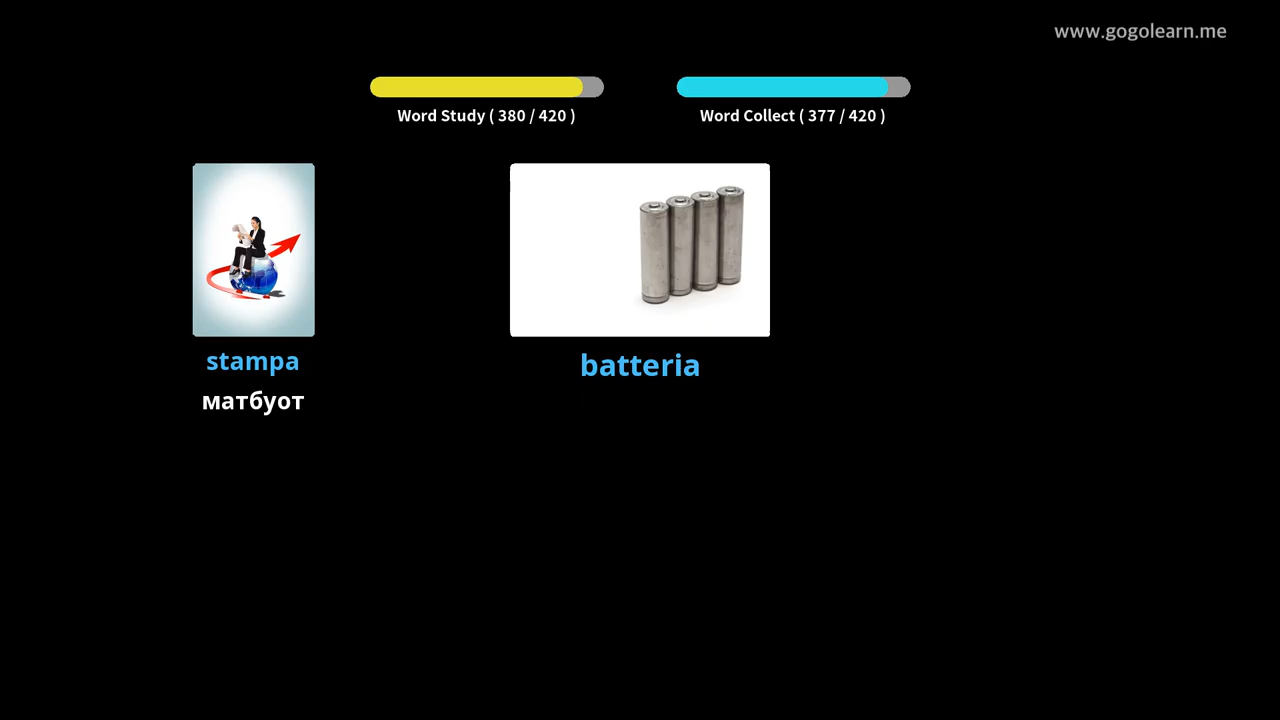 www.gogolearn.me
Word Study ( 380 / 420 )
Word Collect ( 377 / 420 )
stampa
матбуот
batteria